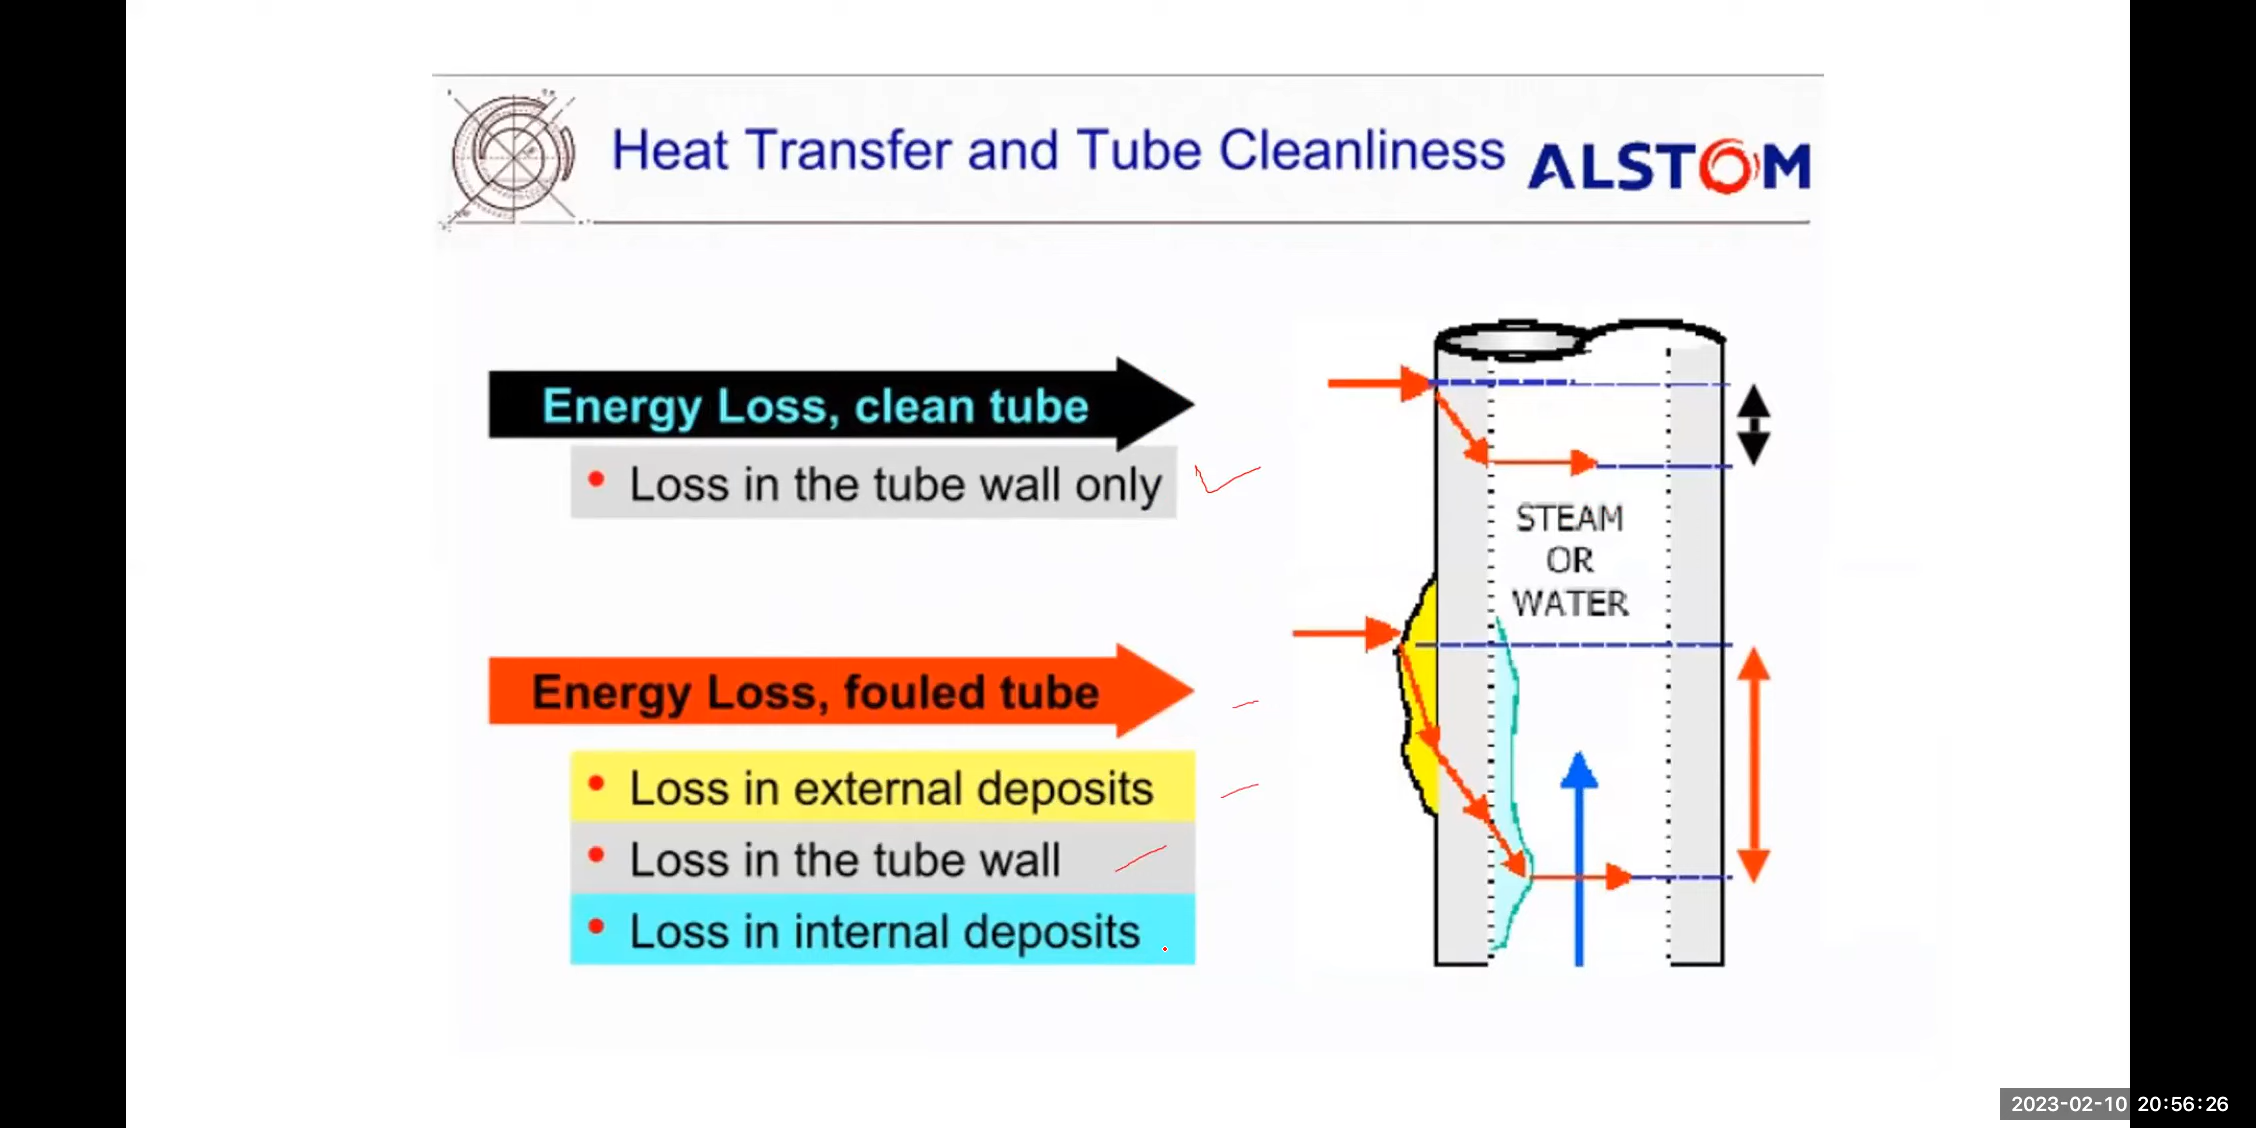 Heat Transfer and Tube Cleanliness
ALSTOM
Energy Loss, clean tube
• Loss in the tube wall only
STEAM
OR
WATER
Energy Loss, fouled tube
• Loss in external deposits
• Loss in the tube wall
• Loss in internal deposits
2023-02-10 20:56:26